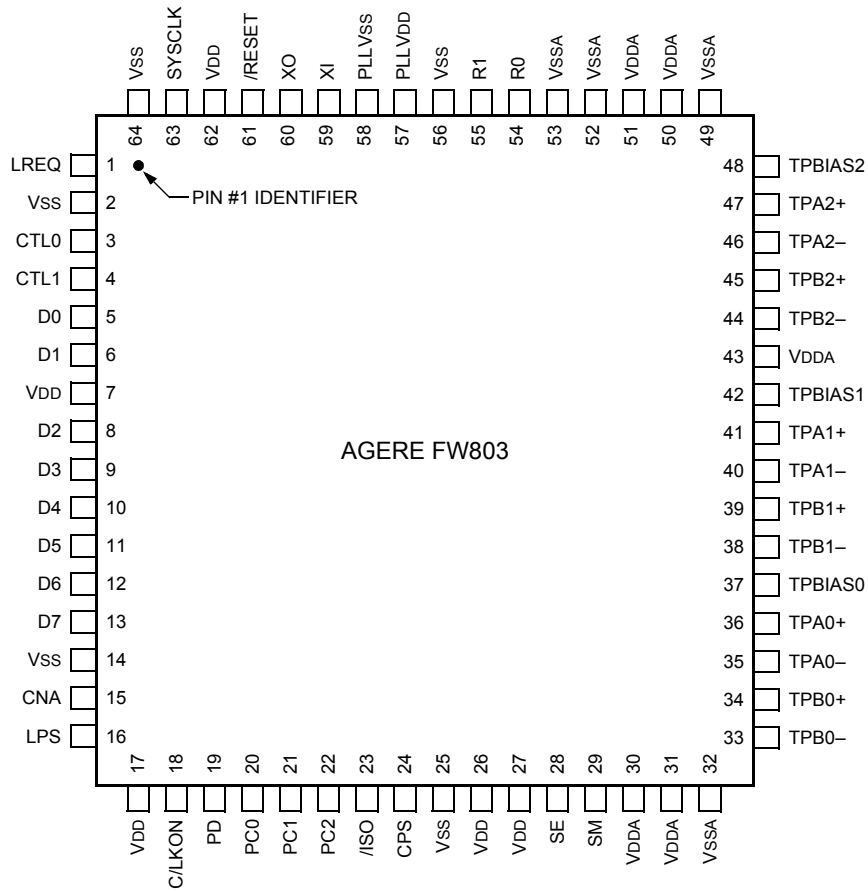 VSS SYSCLK VDD /RESET XO XI PLLVSS PLLVDD VSS R1 R0 VSSA VSSA VDDA VDDA VSSA
64 63 62 61 60 59 58 57 56 55 54 53 52 51 50 49
LREQ 1 48 TPBIAS2
PIN #1 IDENTIFIER
VSS 2 47 TPA2+
CTL0 3 46 TPA2–
CTL1 4 45 TPB2+
D0 5 44 TPB2–
D1 6 43 VDDA
VDD 7 42 TPBIAS1
D2 8 41 TPA1+
AGERE FW803
D3 9 40 TPA1–
D4 10 39 TPB1+
D5 11 38 TPB1–
D6 12 37 TPBIAS0
D7 13 36 TPA0+
VSS 14 35 TPA0–
CNA 15 34 TPB0+
LPS 16 33 TPB0–
17 18 19 20 21 22 23 24 25 26 27 28 29 30 31 32
VDD C/LKON PD PC0 PC1 PC2 /ISO CPS VSS VDD VDD SE SM VDDA VDDA VSSA